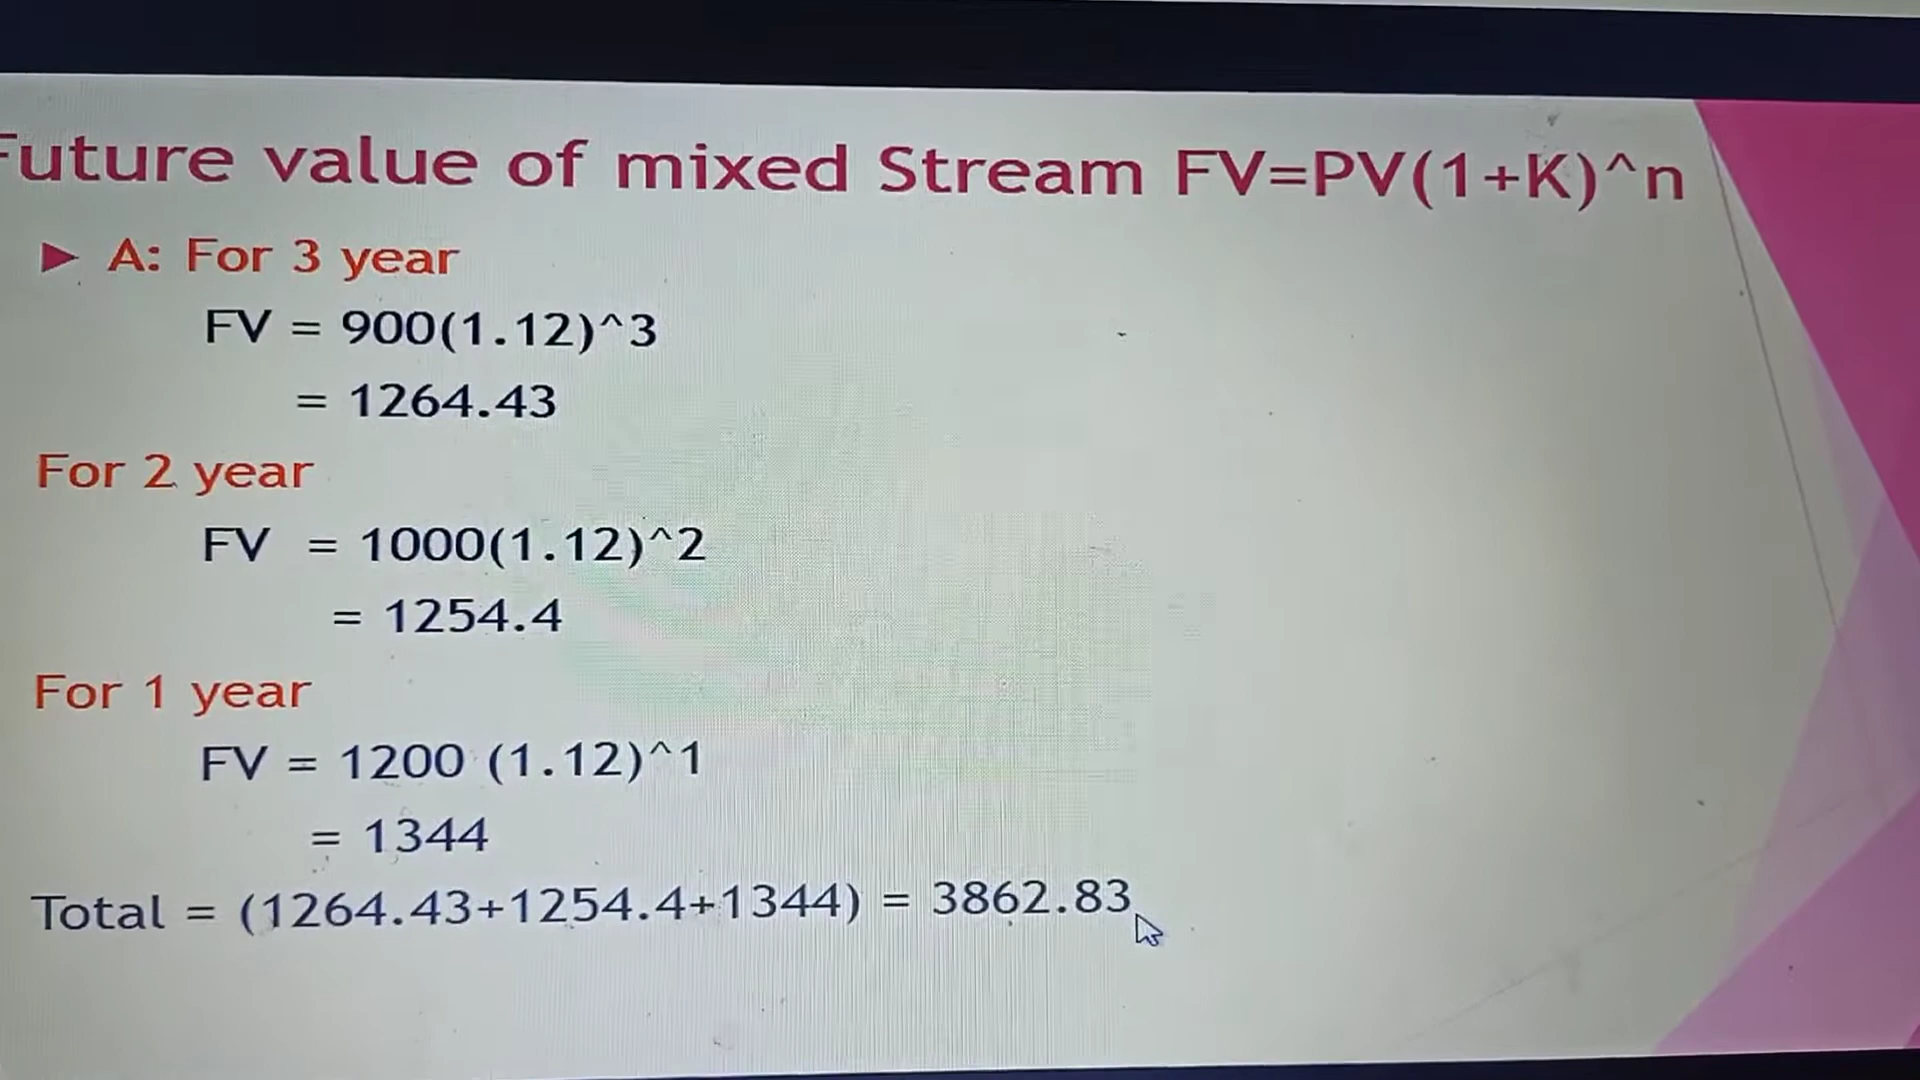 Future value of mixed Stream FV=PV(1+K)^n
► A: For 3 year
FV = 900(1.12)^3
= 1264.43
For 2 year
FV = 1000(1.12)^2
= 1254.4
For 1 year
FV = 1200 (1.12)^1
= 1344
Total = (1264.43+1254.4+1344) = 3862.83